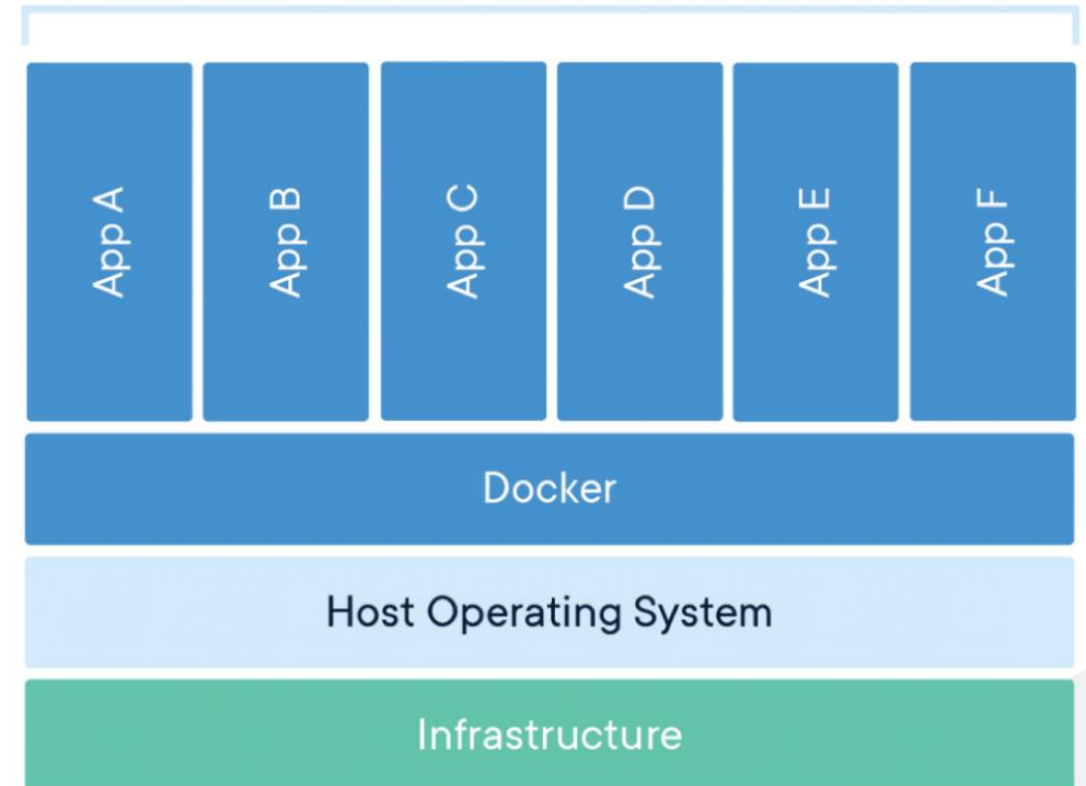 App A
App B
App C
App D
App E
App F
Docker
Host Operating System
Infrastructure